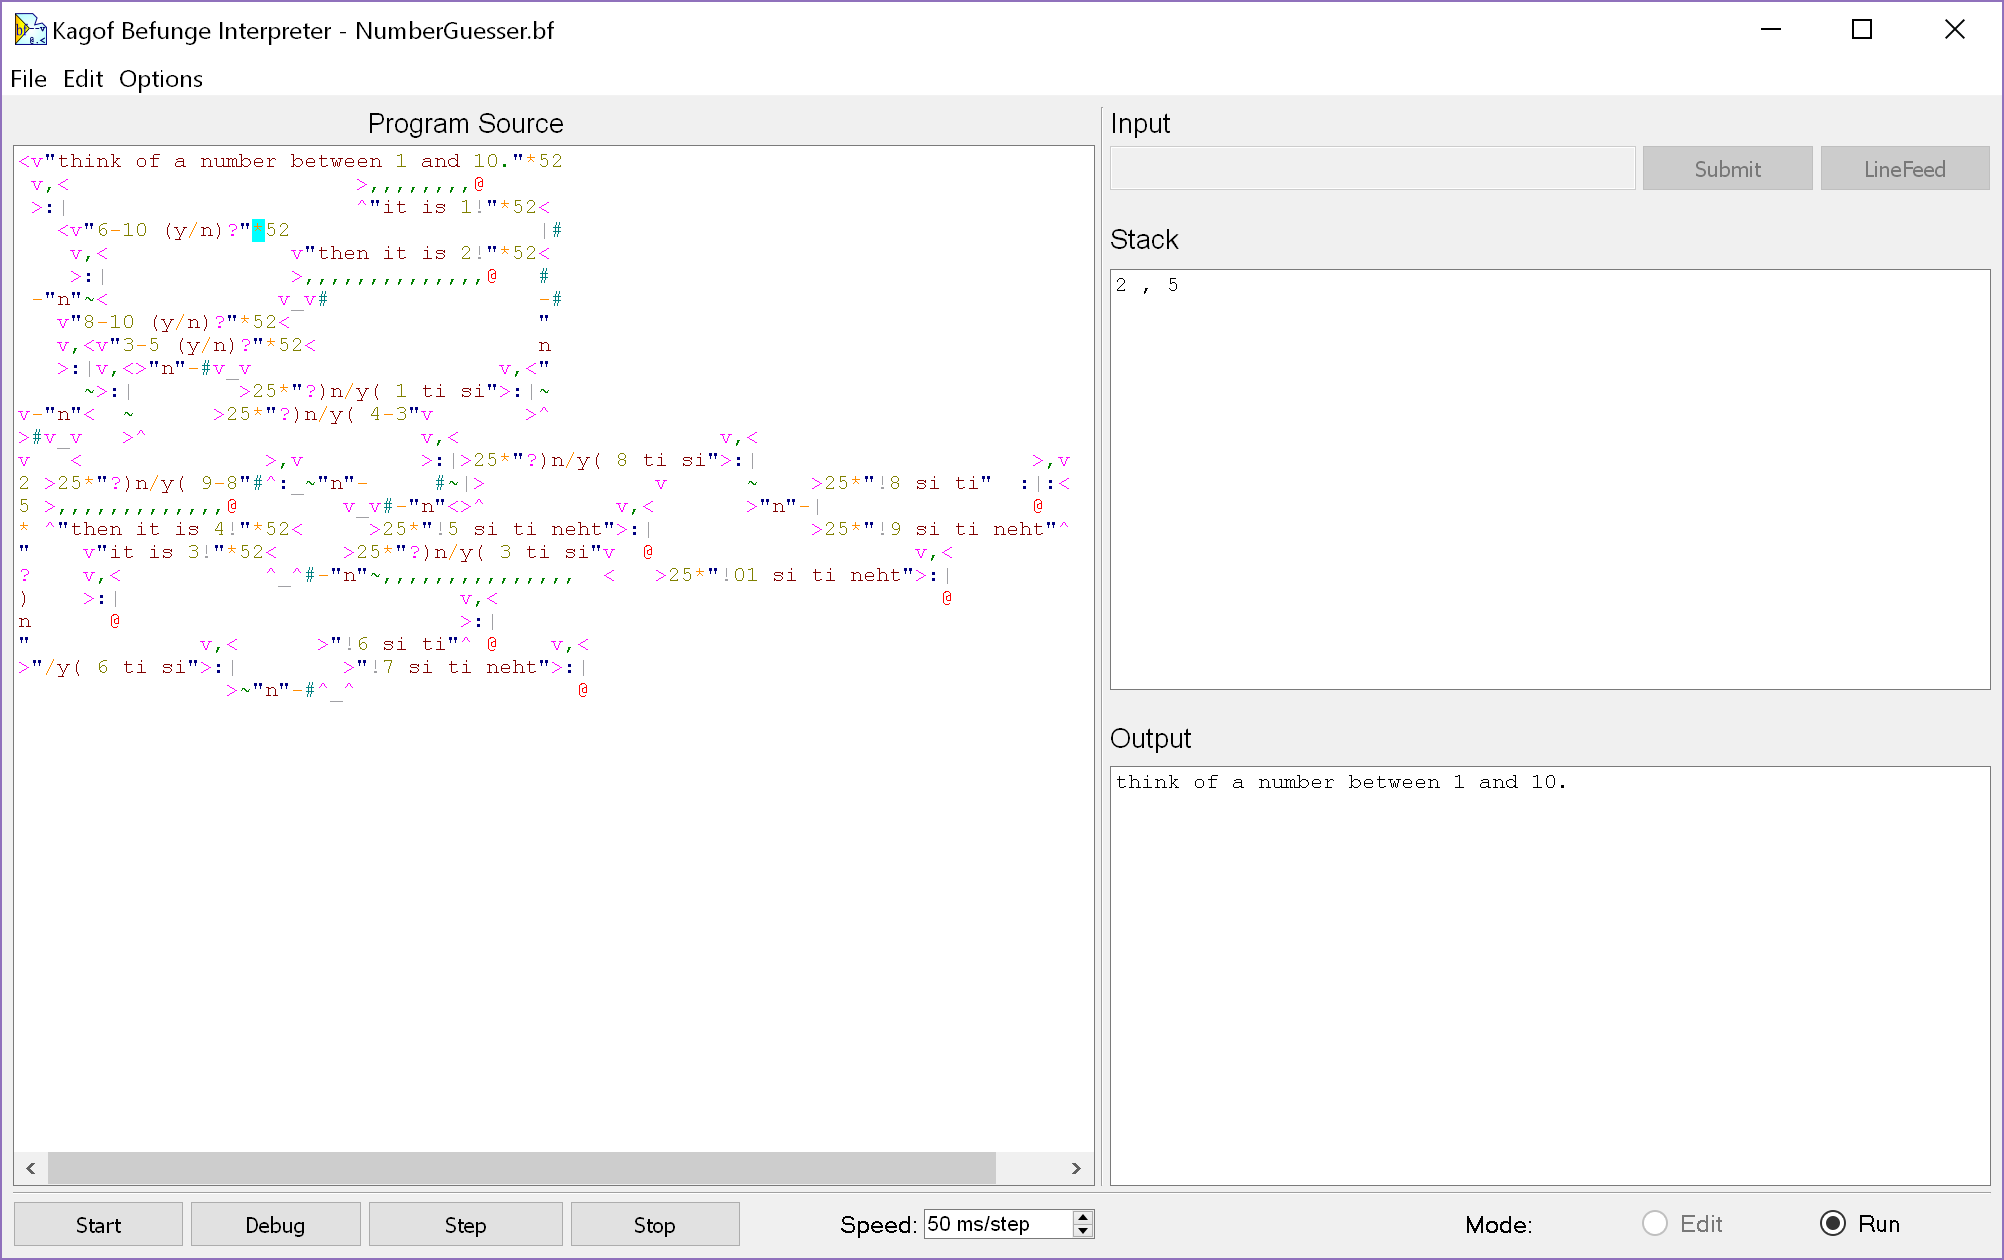 Kagof Befunge Interpreter - NumberGuesser.bf
File Edit Options
Program Source
<v"think of a number between 1 and 10."*52
 v,<                      >,,,,,,,,@
 >:|                      ^"it is 1!"*52<
   <v"6-10 (y/n)?"*52                   |#
    v,<              v"then it is 2!"*52<
    >:|              >,,,,,,,,,,,,,,@   #
 -"n"~<             v_v#                -#
   v"8-10 (y/n)?"*52<                   "
   v,<v"3-5 (y/n)?"*52<                 n
   >:|v,<>"n"-#v_v                   v,<"
     ~>:|        >25*"?)n/y( 1 ti si">:|~
v-"n"<  ~      >25*"?)n/y( 4-3"v       >^
>#v_v   >^                     v,<                    v,<
v   <              >,v         >:|>25*"?)n/y( 8 ti si">:|                     >,v
2 >25*"?)n/y( 9-8"#^:_~"n"-     #~|>             v      ~    >25*"!8 si ti"  :|:<
5 >,,,,,,,,,,,,,@        v_v#-"n"<>^          v,<       >"n"-|                @
* ^"then it is 4!"*52<     >25*"!5 si ti neht">:|            >25*"!9 si ti neht"^
"    v"it is 3!"*52<     >25*"?)n/y( 3 ti si"v  @                    v,<
?    v,<           ^_^#-"n"~,,,,,,,,,,,,,,,  <   >25*"!01 si ti neht">:|
)    >:|                          v,<                                  @
n      @                          >:|
"             v,<      >"!6 si ti"^ @    v,<
>"/y( 6 ti si">:|        >"!7 si ti neht">:|
                >~"n"-#^_^                 @
Input
Submit LineFeed
Stack
2 , 5
Output
think of a number between 1 and 10.
Start Debug Step Stop Speed: 50 ms/step Mode: Edit Run